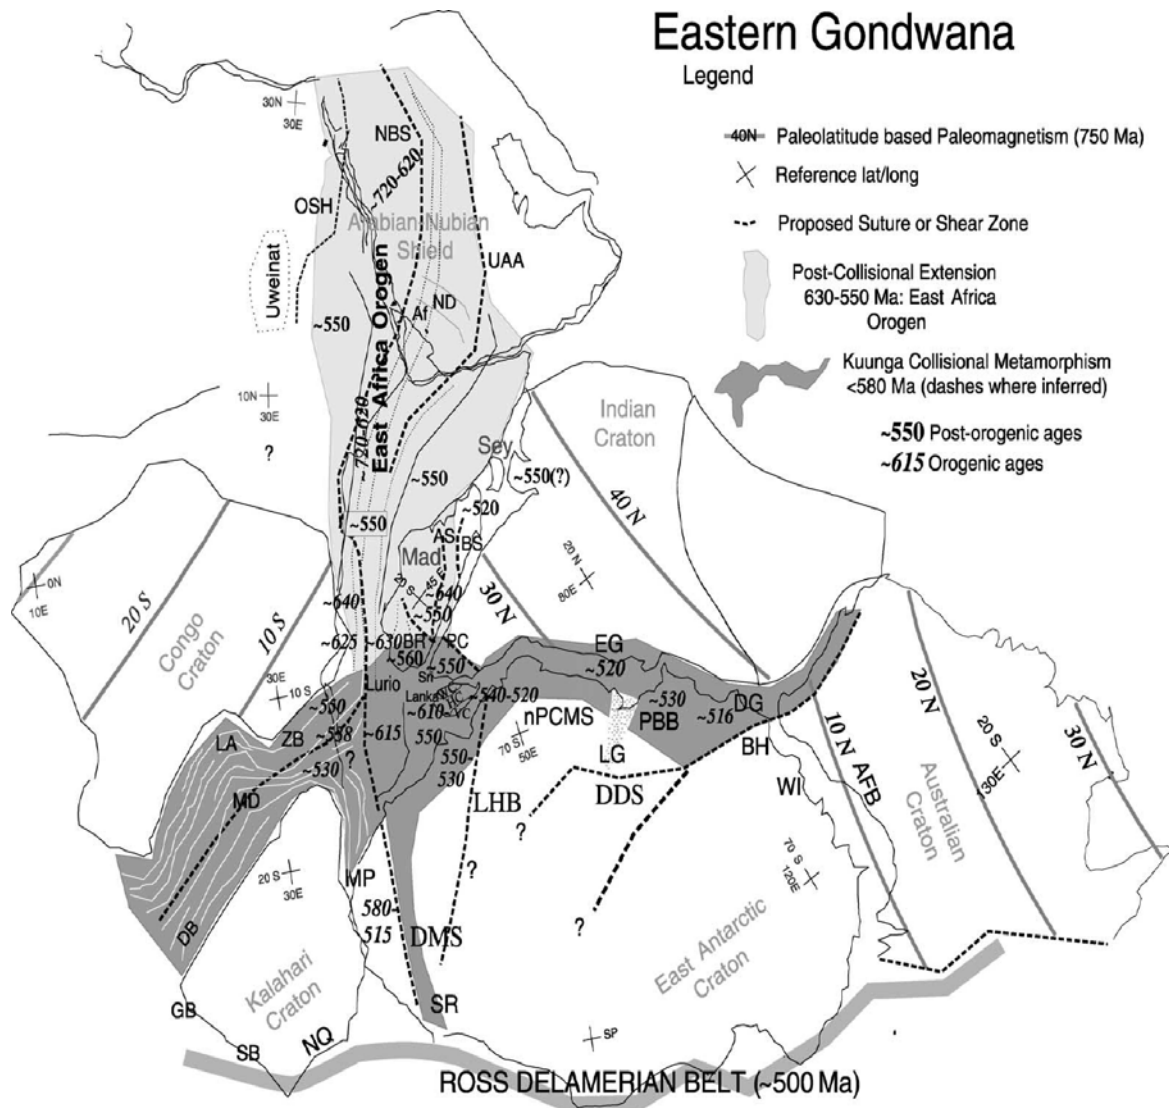 Eastern Gondwana
Legend
40N Paleolatitude based Paleomagnetism (750 Ma)
Reference lat/long
Proposed Suture or Shear Zone
Post-Collisional Extension
630-550 Ma: East Africa
Orogen
Kuunga Collisional Metamorphism
<580 Ma (dashes where inferred)
~550 Post-orogenic ages
~615 Orogenic ages
30N
30E
NBS
~720-620
OSH
Arabian-Nubian
Shield
Uweinat
UAA
East Africa Orogen
Af
ND
~550
10N
30E
?
~720-620
Indian
Craton
Sey
~550
~550(?)
~520
40 N
~550
AS
BS
Mad
20 S
45 E
20 N
80E
0N
10E
20 S
Congo
Craton
10 S
30 N
~640
~640
~550
~625
~630
BR
PC
~560
~550
EG
~520
30E
10 S
Lurio
Sri
Lanka
~540-520
~530
DG
~550
~610
nPCMS
PBB
~516
LA
ZB
~558
~615
550
70 S
50E
LG
BH
?
~530
550-
530
MD
LHB
DDS
WI
10 N
AFB
20 N
Australian
Craton
20 S
130E
30 N
?
?
20 S
30E
MP
70 S
120E
580-
515
DMS
?
DB
East Antarctic
Craton
Kalahari
Craton
GB
SR
SB
NQ
SP
ROSS DELAMERIAN BELT (~500 Ma)